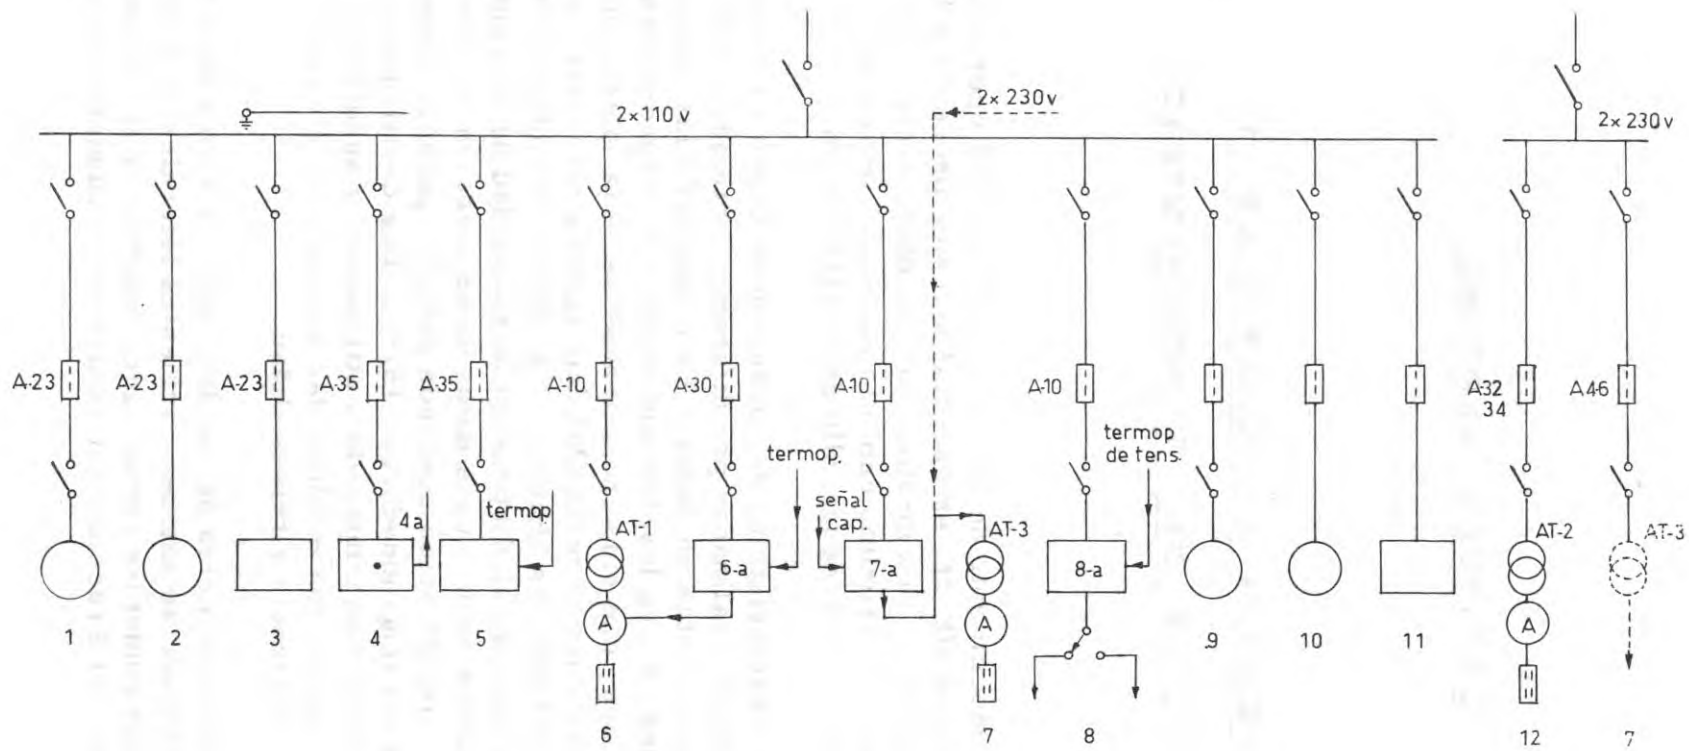 2×110 v
2× 230 v
2× 230 v
A-23
A-23
A-23
A-35
A-35
A-10
A-30
A-10
A-10
A-32
34
A-46
termop
de tens.
termop.
señal
cap.
4a
termop
AT-1
AT-3
AT-2
AT-3
6-a
7-a
8-a
A
A
A
1
2
3
4
5
9
10
11
6
7
8
12
7